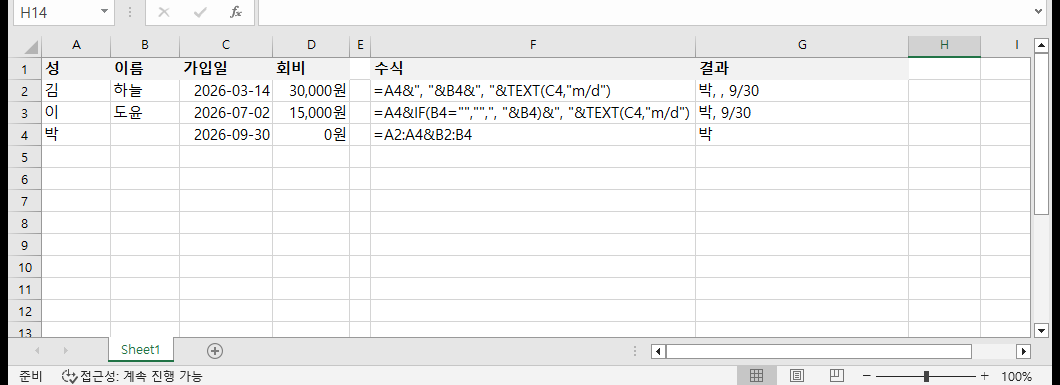 H14
fx
A B C D E F G H I
1 성 이름 가입일 회비 수식 결과
2 김 하늘 2026-03-14 30,000원 =A4&", "&B4&", "&TEXT(C4,"m/d") 박, , 9/30
3 이 도윤 2026-07-02 15,000원 =A4&IF(B4="","",", "&B4)&", "&TEXT(C4,"m/d") 박, 9/30
4 박 2026-09-30 0원 =A2:A4&B2:B4 박
5
6
7
8
9
10
11
12
13
Sheet1
준비 접근성: 계속 진행 가능 100%